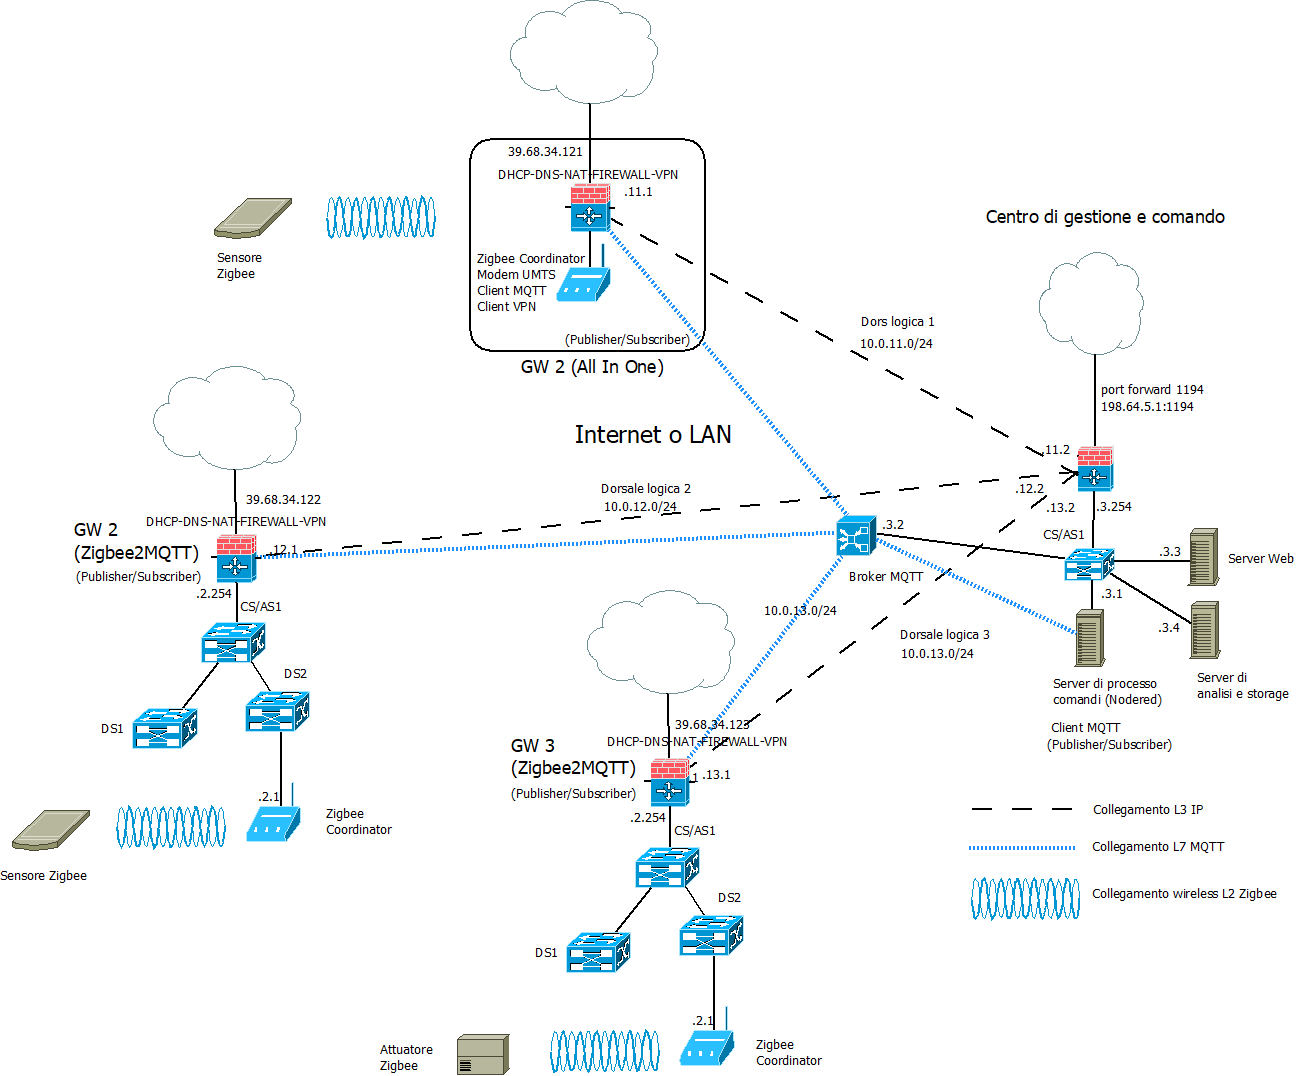 39.68.34.121
DHCP-DNS-NAT-FIREWALL-VPN
.11.1
Sensore
Zigbee
Zigbee Coordinator
Modem UMTS
Client MQTT
Client VPN
(Publisher/Subscriber)
GW 2 (All In One)
Centro di gestione e comando
Dors logica 1
10.0.11.0/24
port forward 1194
198.64.5.1:1194
Internet o LAN
.11.2
.12.2
.13.2
.3.254
Dorsale logica 2
10.0.12.0/24
39.68.34.122
DHCP-DNS-NAT-FIREWALL-VPN
GW 2
(Zigbee2MQTT)
(Publisher/Subscriber)
.12.1
.2.254
CS/AS1
DS2
DS1
.2.1
Zigbee
Coordinator
Sensore Zigbee
.3.2
Broker MQTT
CS/AS1
.3.3
Server Web
.3.1
.3.4
Server di
analisi e storage
Server di processo
comandi (Nodered)
Client MQTT
(Publisher/Subscriber)
10.0.13.0/24
Dorsale logica 3
10.0.13.0/24
39.68.34.123
DHCP-DNS-NAT-FIREWALL-VPN
GW 3
(Zigbee2MQTT)
(Publisher/Subscriber)
.1
.13.1
.2.254
CS/AS1
DS2
DS1
.2.1
Zigbee
Coordinator
Attuatore
Zigbee
Collegamento L3 IP
Collegamento L7 MQTT
Collegamento wireless L2 Zigbee